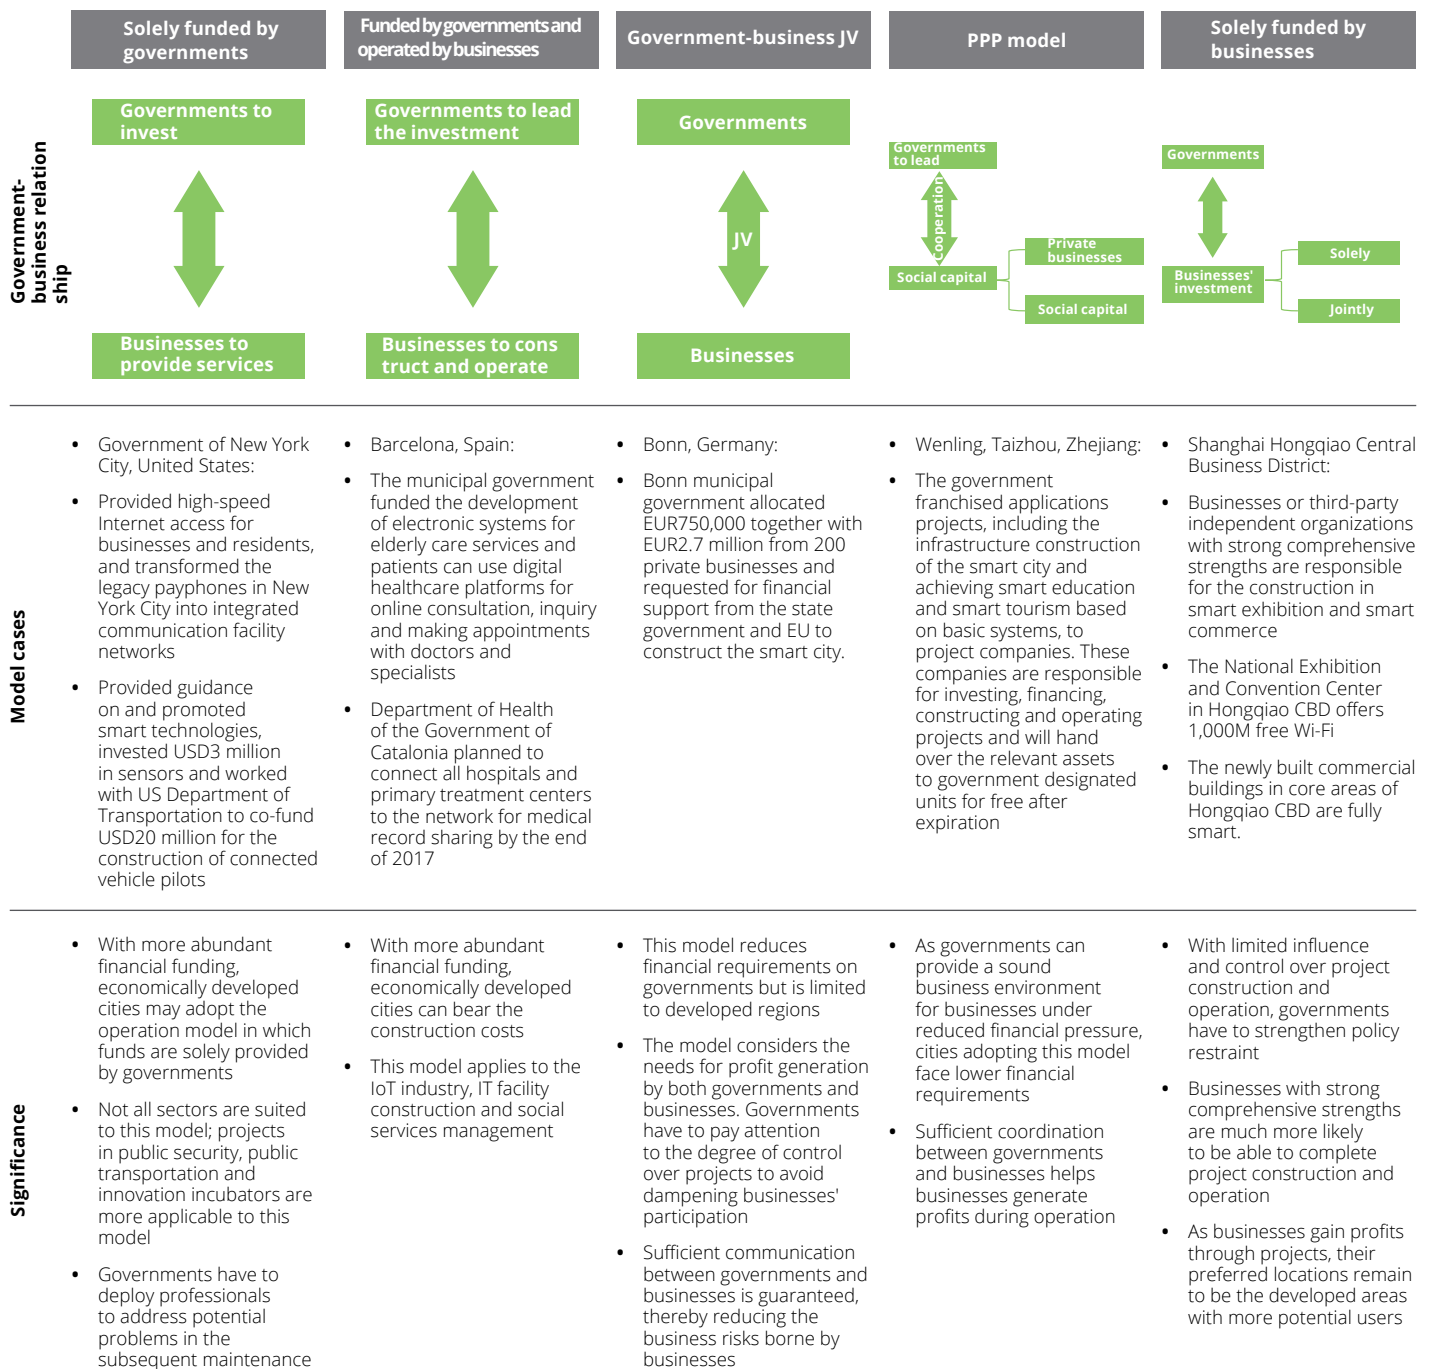 Solely funded by
governments
Funded by governments and
operated by businesses
Government-business JV
PPP model
Solely funded by
businesses
Government-
business relation
ship
Governments to
invest
Businesses to
provide services
Governments to lead
the investment
Businesses to cons
truct and operate
Governments
JV
Businesses
Governments
to lead
Cooperation
Social capital
Private
businesses
Social capital
Governments
Businesses'
investment
Solely
Jointly
Model cases
• Government of New York
City, United States:
• Provided high-speed
Internet access for
businesses and residents,
and transformed the
legacy payphones in New
York City into integrated
communication facility
networks
• Provided guidance
on and promoted
smart technologies,
invested USD3 million
in sensors and worked
with US Department of
Transportation to co-fund
USD20 million for the
construction of connected
vehicle pilots
• Barcelona, Spain:
• The municipal government
funded the development
of electronic systems for
elderly care services and
patients can use digital
healthcare platforms for
online consultation, inquiry
and making appointments
with doctors and
specialists
• Department of Health
of the Government of
Catalonia planned to
connect all hospitals and
primary treatment centers
to the network for medical
record sharing by the end
of 2017
• Bonn, Germany:
• Bonn municipal
government allocated
EUR750,000 together with
EUR2.7 million from 200
private businesses and
requested for financial
support from the state
government and EU to
construct the smart city.
• Wenling, Taizhou, Zhejiang:
• The government
franchised applications
projects, including the
infrastructure construction
of the smart city and
achieving smart education
and smart tourism based
on basic systems, to
project companies. These
companies are responsible
for investing, financing,
constructing and operating
projects and will hand
over the relevant assets
to government designated
units for free after
expiration
• Shanghai Hongqiao Central
Business District:
• Businesses or third-party
independent organizations
with strong comprehensive
strengths are responsible
for the construction in
smart exhibition and smart
commerce
• The National Exhibition
and Convention Center
in Hongqiao CBD offers
1,000M free Wi-Fi
• The newly built commercial
buildings in core areas of
Hongqiao CBD are fully
smart.
Significance
• With more abundant
financial funding,
economically developed
cities may adopt the
operation model in which
funds are solely provided
by governments
• Not all sectors are suited
to this model; projects
in public security, public
transportation and
innovation incubators are
more applicable to this
model
• Governments have to
deploy professionals
to address potential
problems in the
subsequent maintenance
• With more abundant
financial funding,
economically developed
cities can bear the
construction costs
• This model applies to the
IoT industry, IT facility
construction and social
services management
• This model reduces
financial requirements on
governments but is limited
to developed regions
• The model considers the
needs for profit generation
by both governments and
businesses. Governments
have to pay attention
to the degree of control
over projects to avoid
dampening businesses'
participation
• Sufficient communication
between governments and
businesses is guaranteed,
thereby reducing the
business risks borne by
businesses
• As governments can
provide a sound
business environment
for businesses under
reduced financial pressure,
cities adopting this model
face lower financial
requirements
• Sufficient coordination
between governments
and businesses helps
businesses generate
profits during operation
• With limited influence
and control over project
construction and
operation, governments
have to strengthen policy
restraint
• Businesses with strong
comprehensive strengths
are much more likely
to be able to complete
project construction and
operation
• As businesses gain profits
through projects, their
preferred locations remain
to be the developed areas
with more potential users